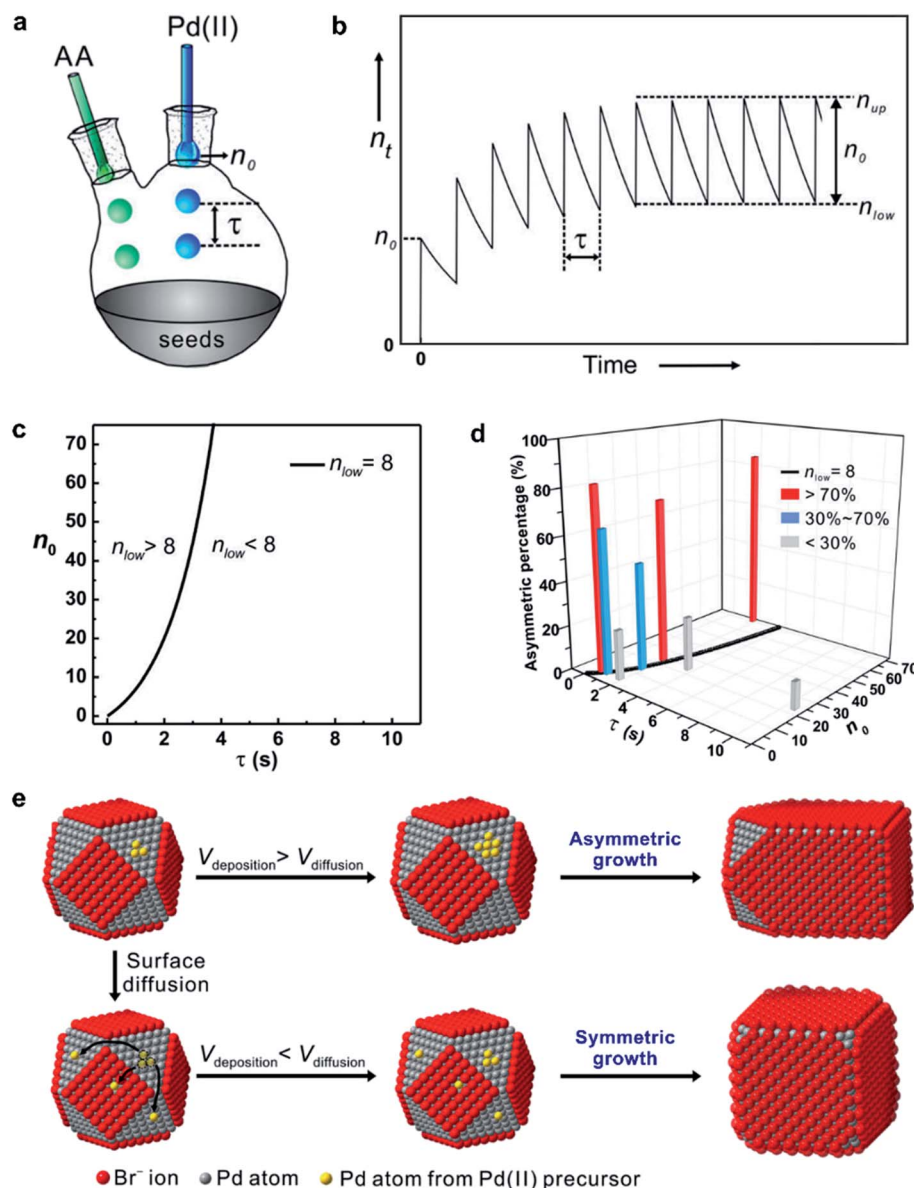 a
AA
Pd(II)
n0
τ
seeds
b
nt
nup
n0
nlow
n0
τ
0
0
Time
c
70
60
50
40
30
20
10
0
n0
nlow = 8
nlow > 8
nlow < 8
0 2 4 6 8 10
τ (s)
d
Asymmetric percentage (%)
100
80
60
40
20
0
nlow = 8
> 70%
30%~70%
< 30%
0 2 4 6 8 10
τ (s)
0 10 20 30 40 50 60 70
n0
e
Vdeposition > Vdiffusion
Asymmetric
growth
Surface
diffusion
Vdeposition < Vdiffusion
Symmetric
growth
Br⁻ ion
Pd atom
Pd atom from Pd(II) precursor